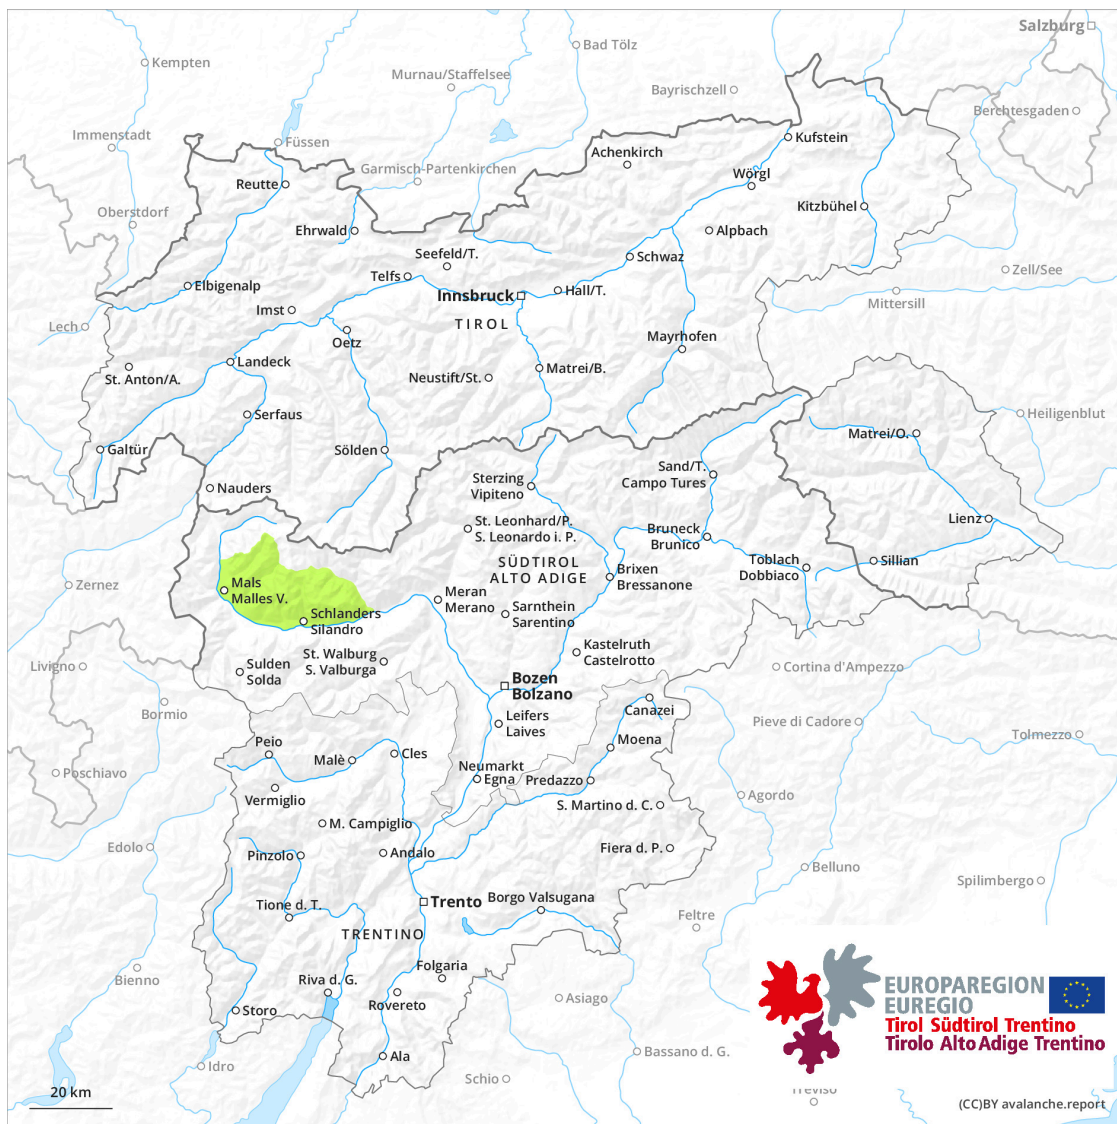 Salzburg
Bad Tölz
Kempten
Murnau/Staffelsee
Bayrischzell
Berchtesgaden
Immenstadt
Füssen
Kufstein
Achenkirch
Garmisch-Partenkirchen
Wörgl
Reutte
Oberstdorf
Kitzbühel
Ehrwald
Alpbach
Seefeld/T.
Schwaz
Zell/See
Telfs
Elbigenalp
Hall/T.
Innsbruck
Mittersill
Imst
TIROL
Lech
Oetz
Mayrhofen
Landeck
Matrei/B.
St. Anton/A.
Neustift/St.
Serfaus
Heiligenblut
Matrei/O.
Galtür
Sölden
Sand/T.
Campo Tures
Sterzing
Vipiteno
Nauders
St. Leonhard/P.
S. Leonardo i. P.
Bruneck
Brunico
Lienz
SÜDTIROL
ALTO ADIGE
Toblach
Dobbiaco
Sillian
Brixen
Bressanone
Zernez
Mals
Malles V.
Meran
Merano
Sarnthein
Sarentino
Schlanders
Silandro
Kastelruth
Castelrotto
St. Walburg
S. Valburga
Livigno
Sulden
Solda
Cortina d'Ampezzo
Bozen
Bolzano
Bormio
Canazei
Leifers
Laives
Pieve di Cadore
Tolmezzo
Peio
Moena
Malè
Cles
Poschiavo
Neumarkt
Egna
Predazzo
Vermiglio
Agordo
S. Martino d. C.
M. Campiglio
Edolo
Pinzolo
Andalo
Fiera d. P.
Belluno
Spilimbergo
Trento
Borgo Valsugana
Tione d. T.
Feltre
TRENTINO
Folgaria
Bienno
Riva d. G.
Rovereto
Asiago
Storo
EUROPAREGION
EUREGIO
Tirol Südtirol Trentino
Tirolo Alto Adige Trentino
Ala
Bassano d. G.
Idro
Schio
Treviso
20 km
(CC)BY avalanche.report